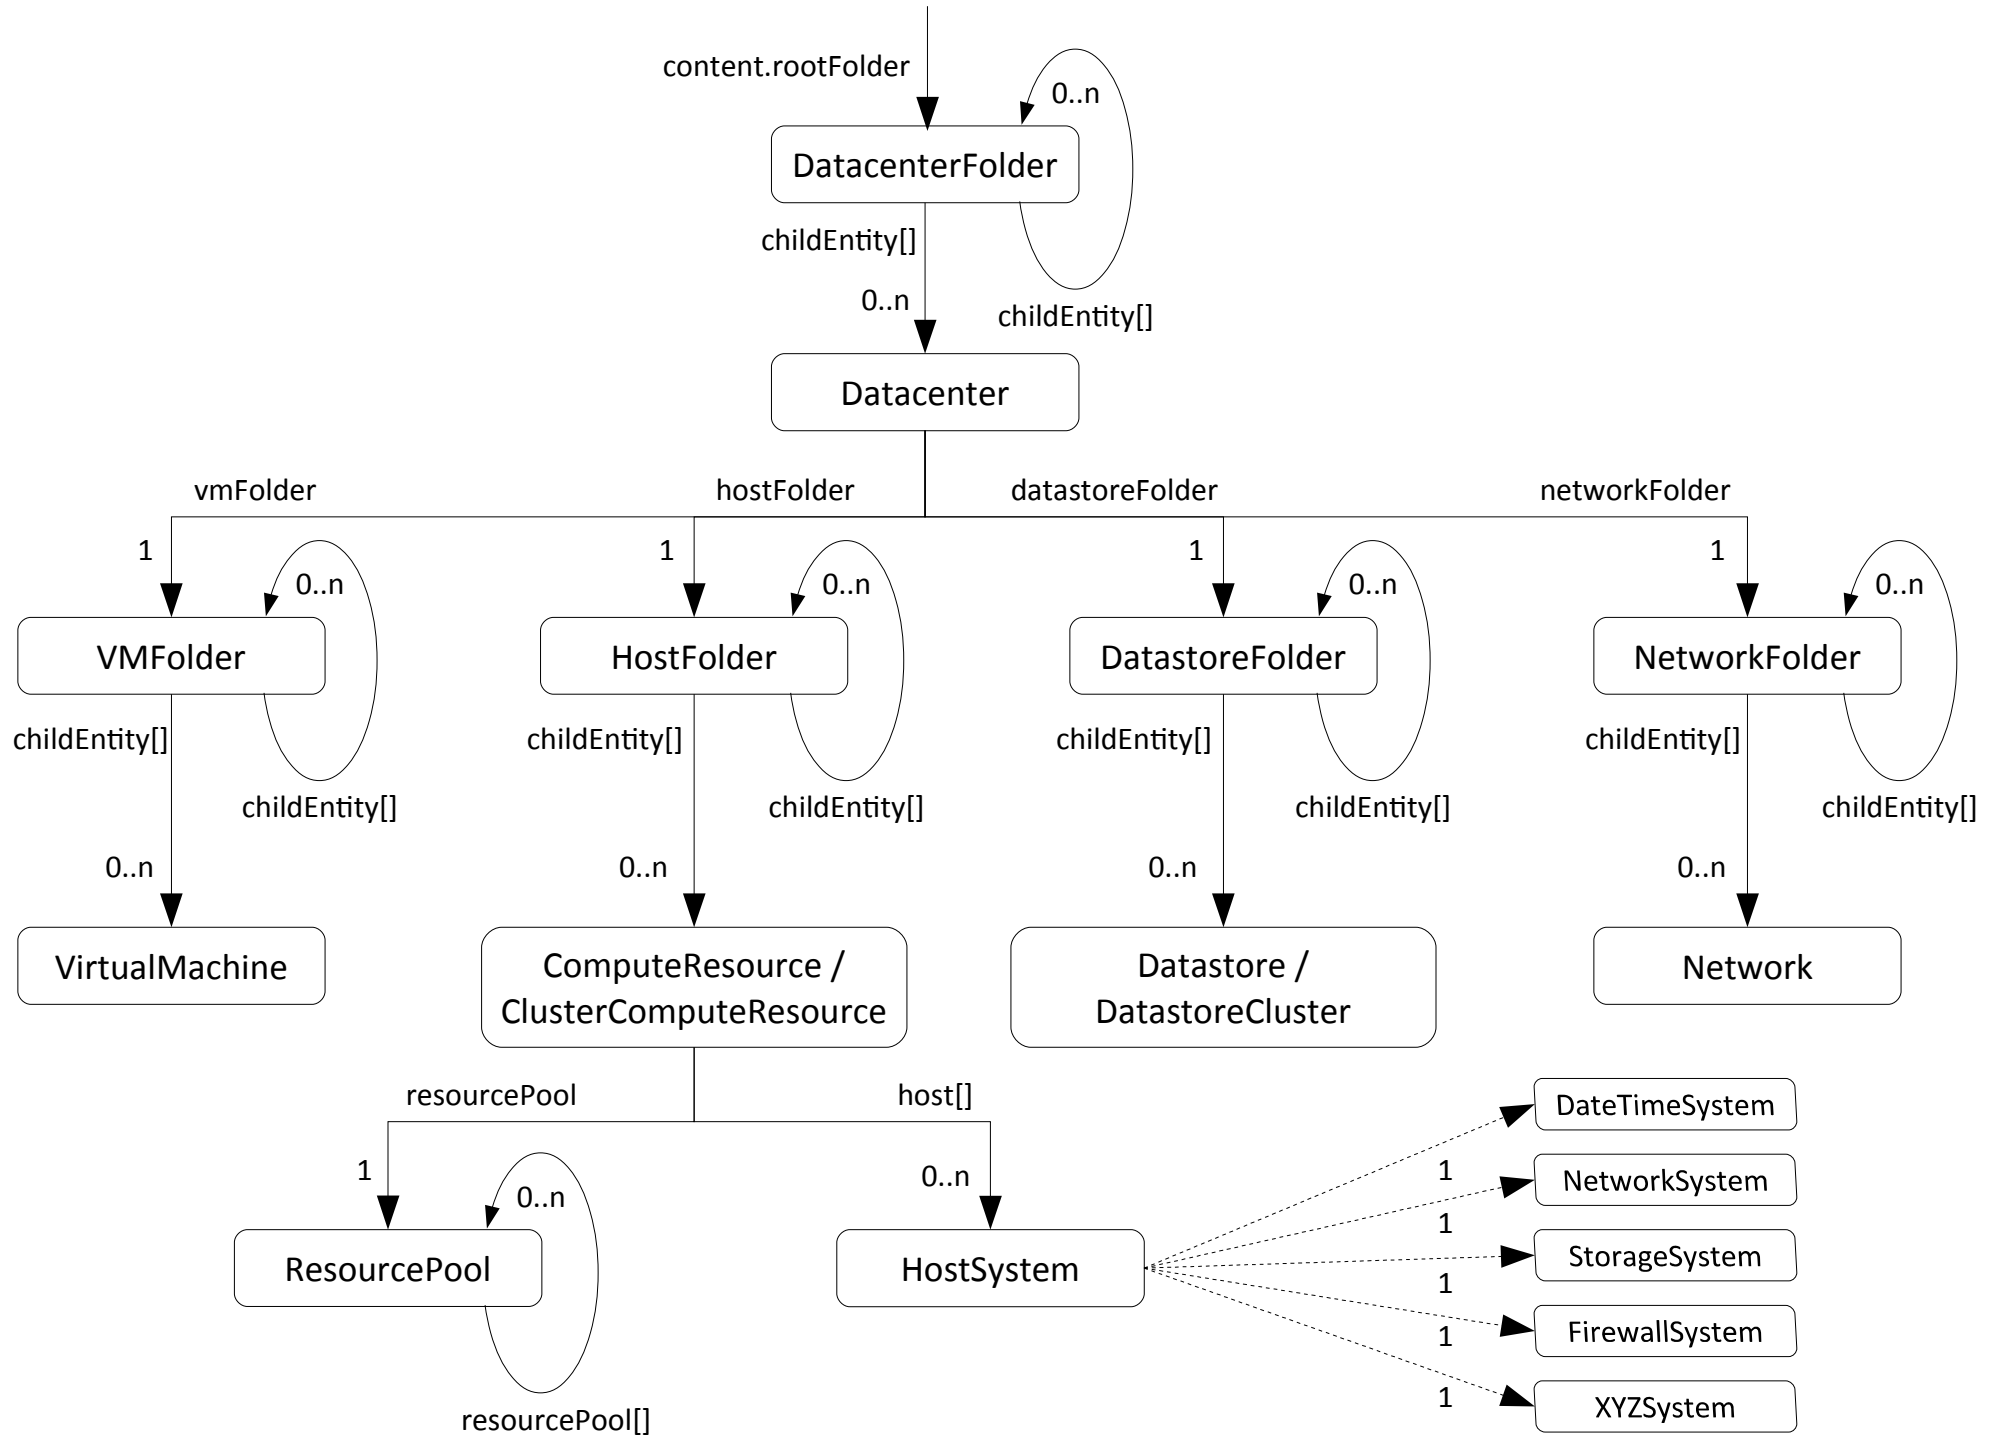 content.rootFolder
0..n
DatacenterFolder
childEntity[]
0..n
childEntity[]
Datacenter
vmFolder
hostFolder
datastoreFolder
networkFolder
1
1
1
1
0..n
0..n
0..n
0..n
VMFolder
HostFolder
DatastoreFolder
NetworkFolder
childEntity[]
childEntity[]
childEntity[]
childEntity[]
childEntity[]
childEntity[]
childEntity[]
childEntity[]
0..n
0..n
0..n
0..n
VirtualMachine
ComputeResource /
ClusterComputeResource
Datastore /
DatastoreCluster
Network
resourcePool
host[]
1
0..n
0..n
ResourcePool
HostSystem
resourcePool[]
DateTimeSystem
1
NetworkSystem
1
StorageSystem
1
FirewallSystem
1
XYZSystem
1